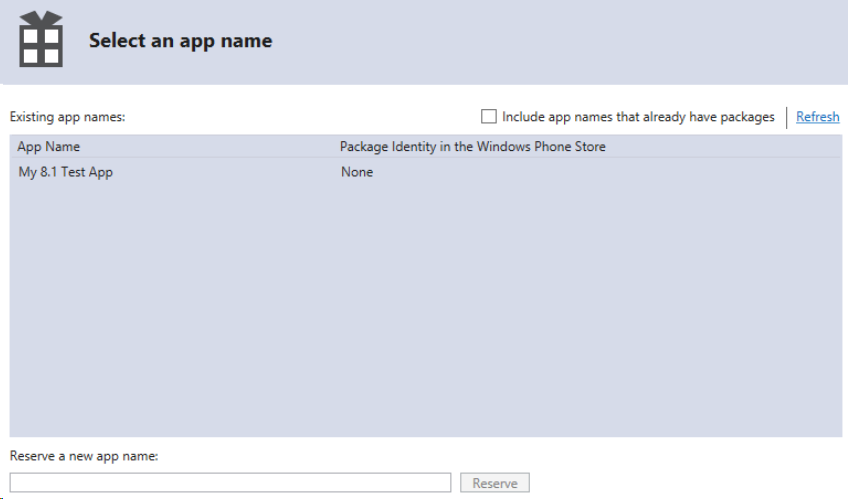 Select an app name
Existing app names: Include app names that already have packages Refresh
App Name Package Identity in the Windows Phone Store
My 8.1 Test App None
Reserve a new app name:
Reserve